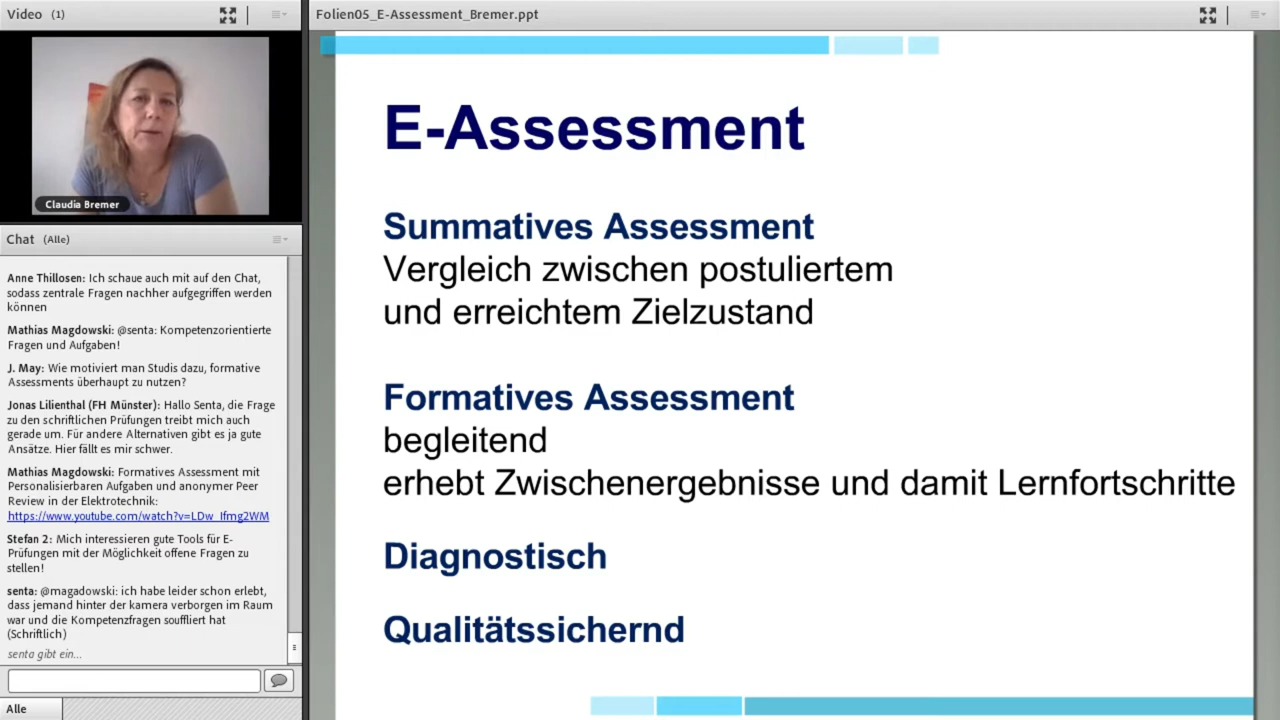 Video (1)
Claudia Bremer
Chat (Alle)
Anne Thillosen: Ich schaue auch mit auf den Chat,
sodass zentrale Fragen nachher aufgegriffen werden
können
Mathias Magdowski: @senta: Kompetenzorientierte
Fragen und Aufgaben!
J. May: Wie motiviert man Studis dazu, formative
Assessments überhaupt zu nutzen?
Jonas Lilienthal (FH Münster): Hallo Senta, die Frage
zu den schriftlichen Prüfungen treibt mich auch
gerade um. Für andere Alternativen gibt es ja gute
Ansätze. Hier fällt es mir schwer.
Mathias Magdowski: Formatives Assessment mit
Personalisierbaren Aufgaben und anonymer Peer
Review in der Elektrotechnik:
https://www.youtube.com/watch?v=LDw_Ifmg2WM
Stefan 2: Mich interessieren gute Tools für E-
Prüfungen mit der Möglichkeit offene Fragen zu
stellen!
senta: @magadowski: ich habe leider schon erlebt,
dass jemand hinter der kamera verborgen im Raum
war und die Kompetenzfragen souffliert hat
(Schriftlich)
senta gibt ein...
Alle
Folien05_E-Assessment_Bremer.ppt
E-Assessment
Summatives Assessment
Vergleich zwischen postuliertem
und erreichtem Zielzustand
Formatives Assessment
begleitend
erhebt Zwischenergebnisse und damit Lernfortschritte
Diagnostisch
Qualitätssichernd